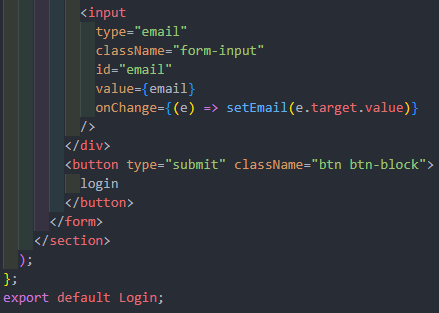 <input
type="email"
className="form-input"
id="email"
value={email}
onChange={(e) => setEmail(e.target.value)}
/>
</div>
<button type="submit" className="btn btn-block">
login
</button>
</form>
</section>
);
};
export default Login;